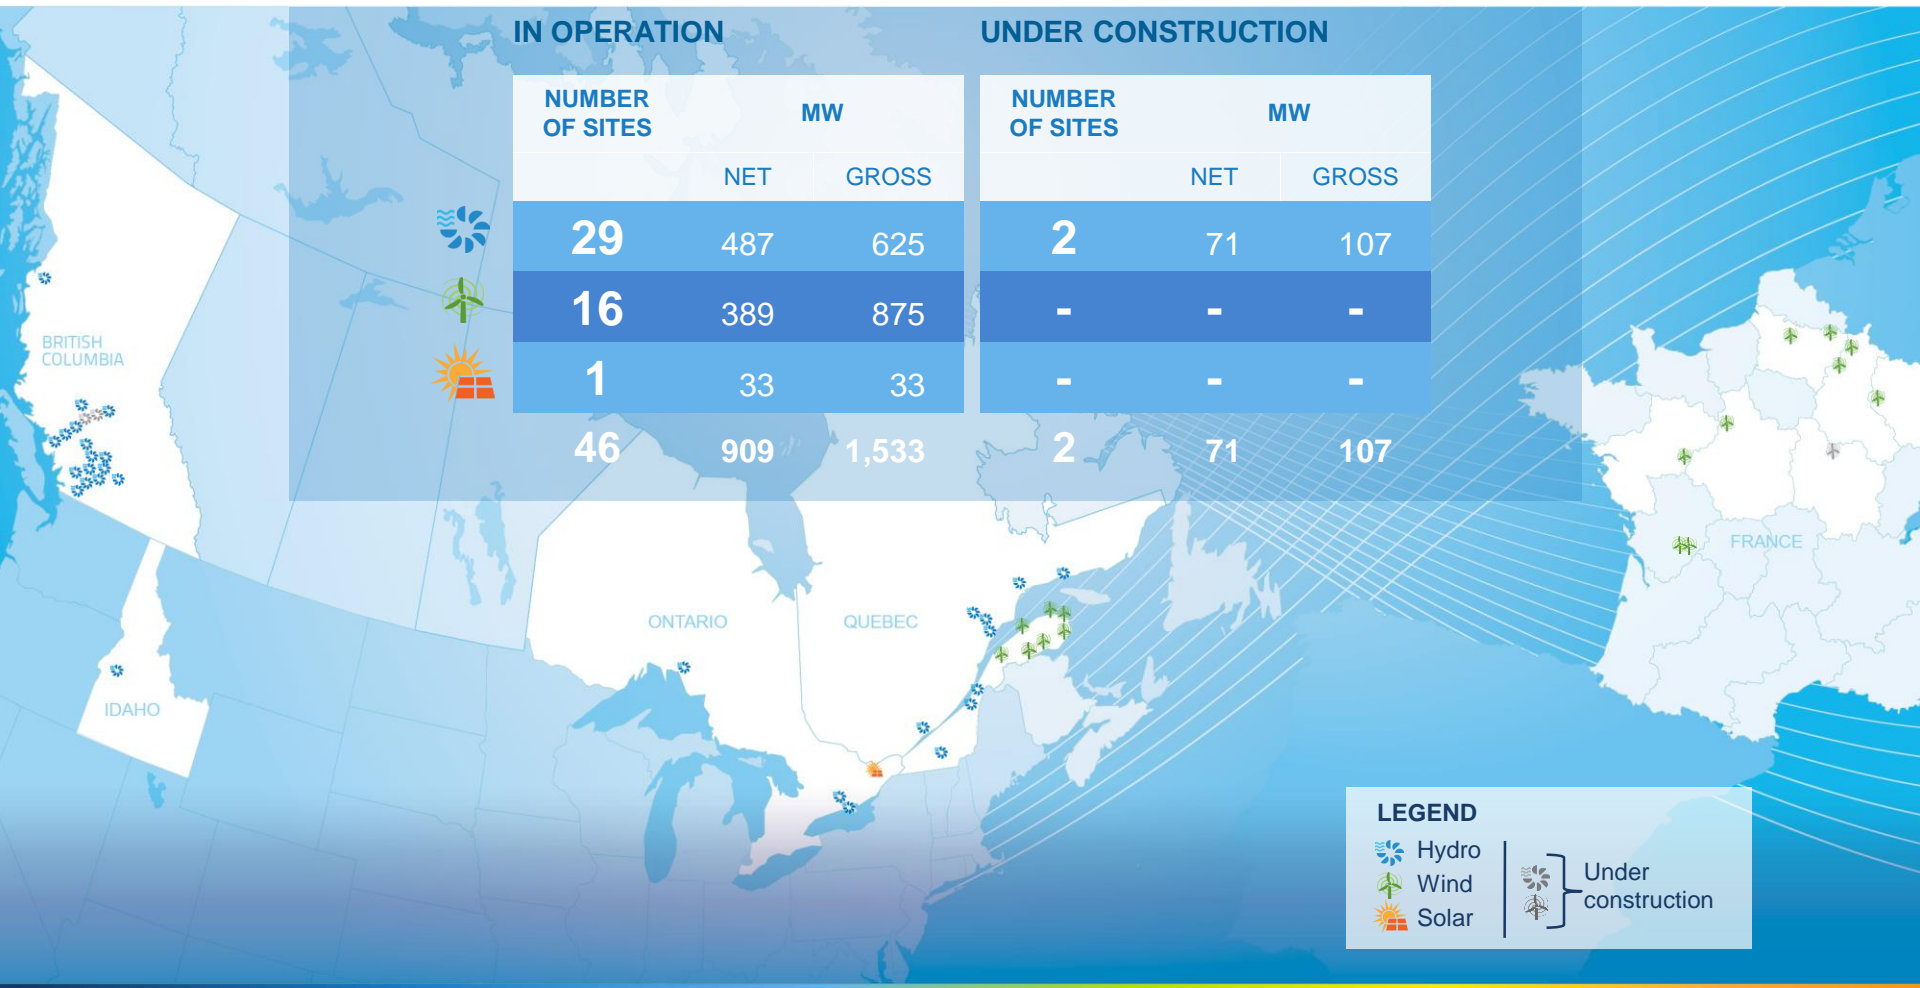 IN OPERATION UNDER CONSTRUCTION
NUMBER OF SITES MW NUMBER OF SITES MW
NET GROSS NET GROSS
29 487 625 2 71 107
16 389 875 - - -
1 33 33 - - -
46 909 1,533 2 71 107
BRITISH
COLUMBIA
FRANCE
ONTARIO QUEBEC
IDAHO
LEGEND
Hydro
Wind
Solar
Under
construction